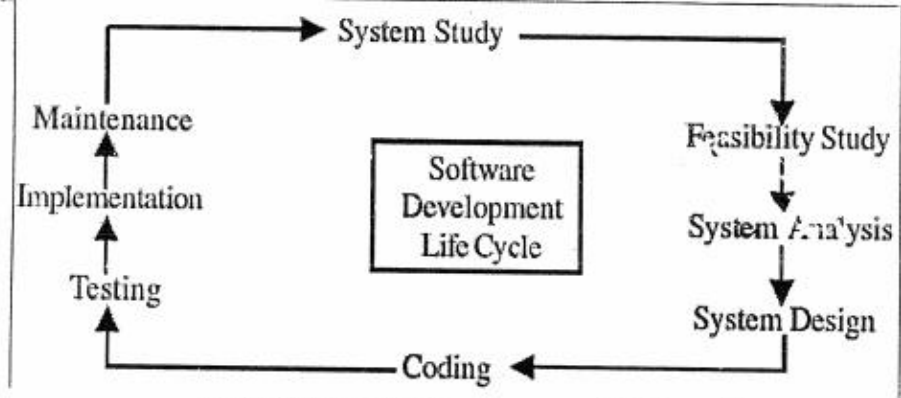 System Study
Maintenance
Feasibility Study
Software
Development
Life Cycle
Implementation
System Analysis
Testing
System Design
Coding